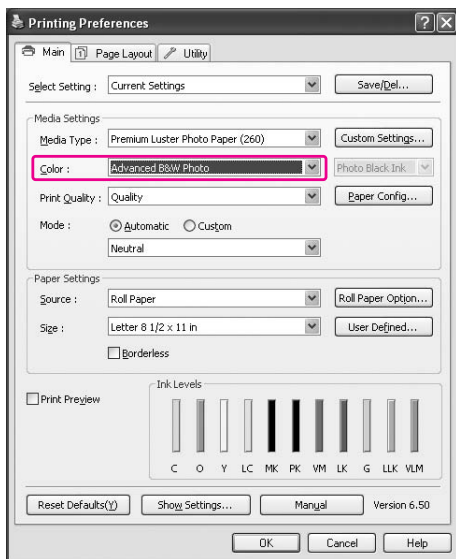 Printing Preferences
Main Page Layout Utility
Select Setting : Current Settings Save/Del...
Media Settings
Media Type : Premium Luster Photo Paper (260) Custom Settings...
Color : Advanced B&W Photo Photo Black Ink
Print Quality : Quality Paper Config...
Mode : Automatic Custom
Neutral
Paper Settings
Source : Roll Paper Roll Paper Option...
Size : Letter 8 1/2 x 11 in User Defined...
Borderless
Print Preview
Ink Levels
C O Y LC MK PK VM LK G LLK VLM
Reset Defaults(Y) Show Settings... Manual Version 6.50
OK Cancel Help